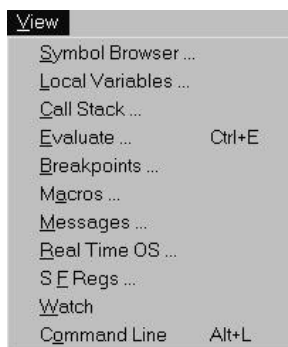 View
Symbol Browser ...
Local Variables ...
Call Stack ...
Evaluate ... Ctrl+E
Breakpoints ...
Macros ...
Messages ...
Real Time OS ...
S F Regs ...
Watch
Command Line Alt+L